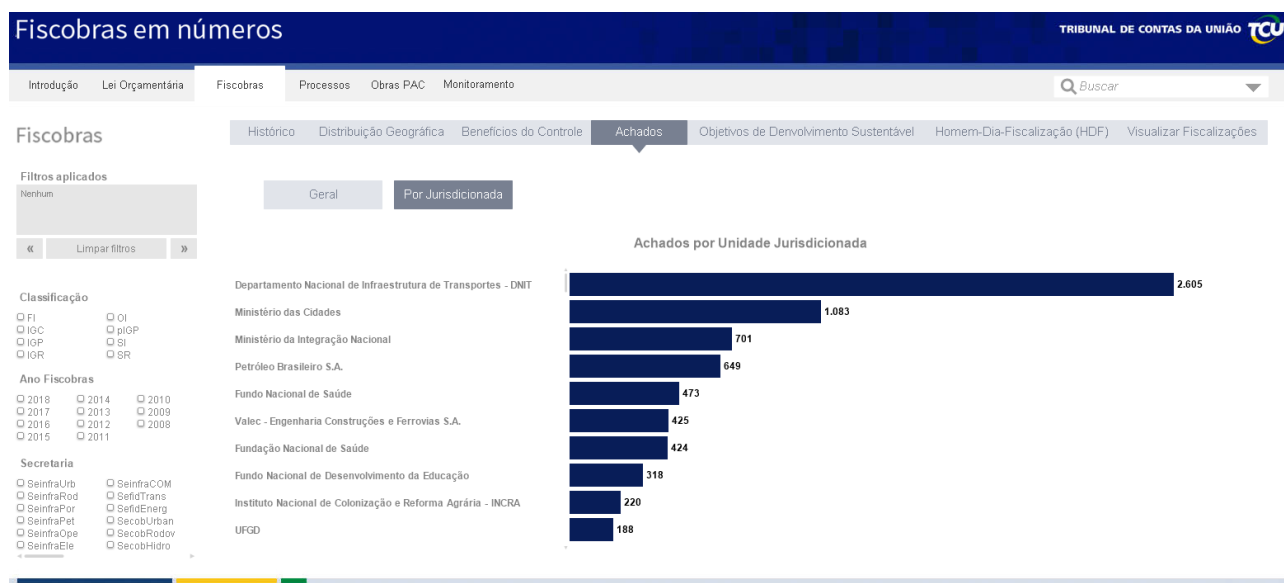 Fiscobras em números
TRIBUNAL DE CONTAS DA UNIÃO TCU
Introdução Lei Orçamentária Fiscobras Processos Obras PAC Monitoramento Buscar
Fiscobras
Histórico Distribuição Geográfica Benefícios do Controle Achados Objetivos de Denvolvimento Sustentável Homem-Dia-Fiscalização (HDF) Visualizar Fiscalizações
Filtros aplicados
Nenhum
« Limpar filtros »
Classificação
FI OI
IGC pIGP
IGP SI
IGR SR
Ano Fiscobras
2018 2014 2010
2017 2013 2009
2016 2012 2008
2015 2011
Secretaria
SeinfraUrb SeinfraCOM
SeinfraRod SefidTrans
SeinfraPor SefidEnerg
SeinfraPet SecobUrban
SeinfraOpe SecobRodov
SeinfraEle SecobHidro
Geral Por Jurisdicionada
Achados por Unidade Jurisdicionada
Departamento Nacional de Infraestrutura de Transportes - DNIT 2.605
Ministério das Cidades 1.083
Ministério da Integração Nacional 701
Petróleo Brasileiro S.A. 649
Fundo Nacional de Saúde 473
Valec - Engenharia Construções e Ferrovias S.A. 425
Fundação Nacional de Saúde 424
Fundo Nacional de Desenvolvimento da Educação 318
Instituto Nacional de Colonização e Reforma Agrária - INCRA 220
UFGD 188